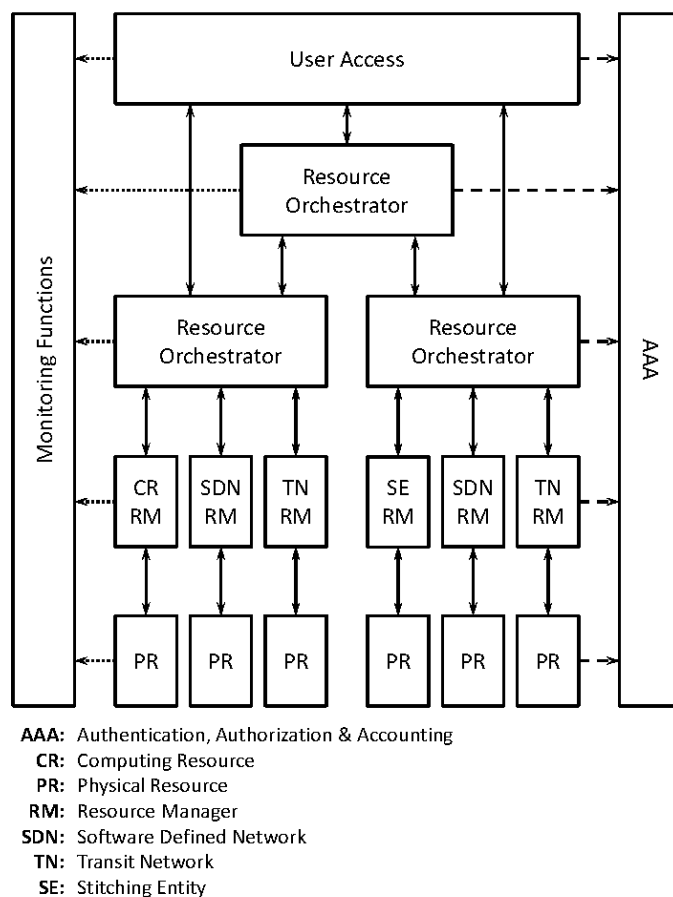 User Access
Resource
Orchestrator
Monitoring Functions
AAA
Resource
Orchestrator
Resource
Orchestrator
CR
RM
SDN
RM
TN
RM
SE
RM
SDN
RM
TN
RM
PR
PR
PR
PR
PR
PR
AAA: Authentication, Authorization & Accounting
CR: Computing Resource
PR: Physical Resource
RM: Resource Manager
SDN: Software Defined Network
TN: Transit Network
SE: Stitching Entity